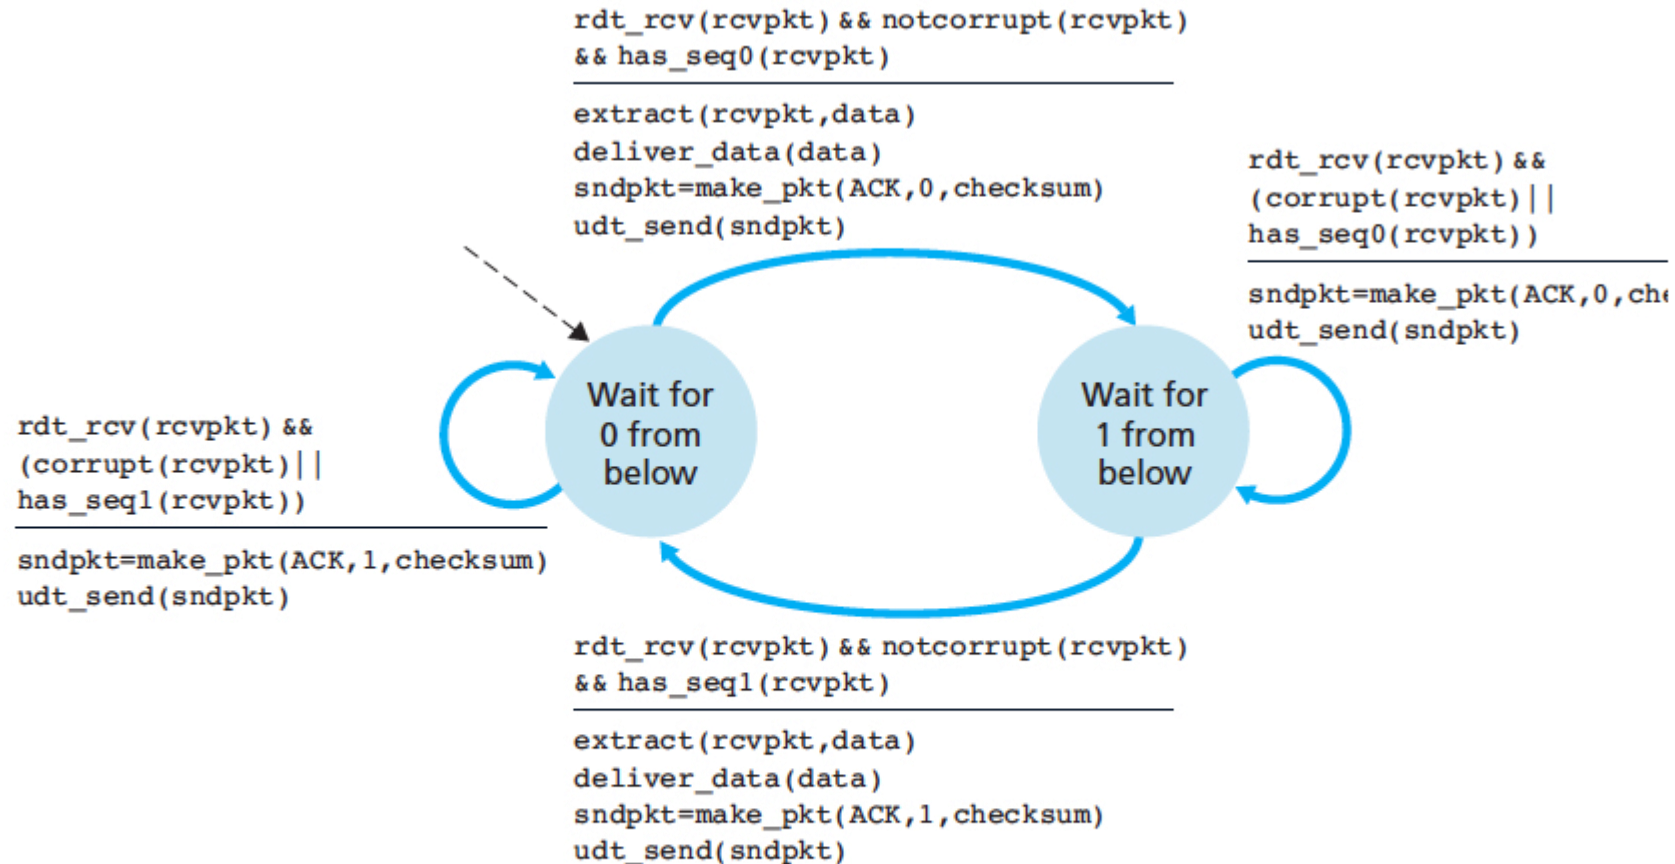 rdt_rcv(rcvpkt) && notcorrupt(rcvpkt)
&& has_seq0(rcvpkt)
extract(rcvpkt,data)
deliver_data(data)
sndpkt=make_pkt(ACK,0,checksum)
udt_send(sndpkt)
rdt_rcv(rcvpkt) &&
(corrupt(rcvpkt)||
has_seq0(rcvpkt))
sndpkt=make_pkt(ACK,0,che
udt_send(sndpkt)
Wait for
0 from
below
Wait for
1 from
below
rdt_rcv(rcvpkt) &&
(corrupt(rcvpkt)||
has_seq1(rcvpkt))
sndpkt=make_pkt(ACK,1,checksum)
udt_send(sndpkt)
rdt_rcv(rcvpkt) && notcorrupt(rcvpkt)
&& has_seq1(rcvpkt)
extract(rcvpkt,data)
deliver_data(data)
sndpkt=make_pkt(ACK,1,checksum)
udt_send(sndpkt)